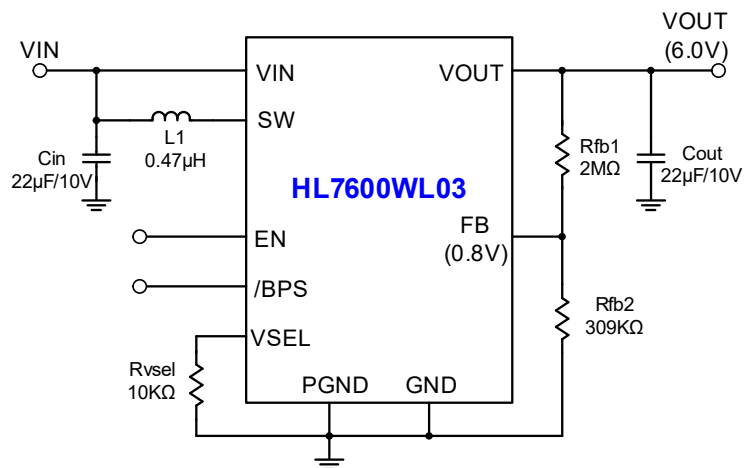 VOUT
VIN
(6.0V)
VIN
VOUT
SW
L1
0.47µH
Cin
22µF/10V
Rfb1
2MΩ
Cout
22µF/10V
HL7600WL03
FB
(0.8V)
EN
/BPS
Rfb2
309KΩ
VSEL
Rvsel
10KΩ
PGND
GND